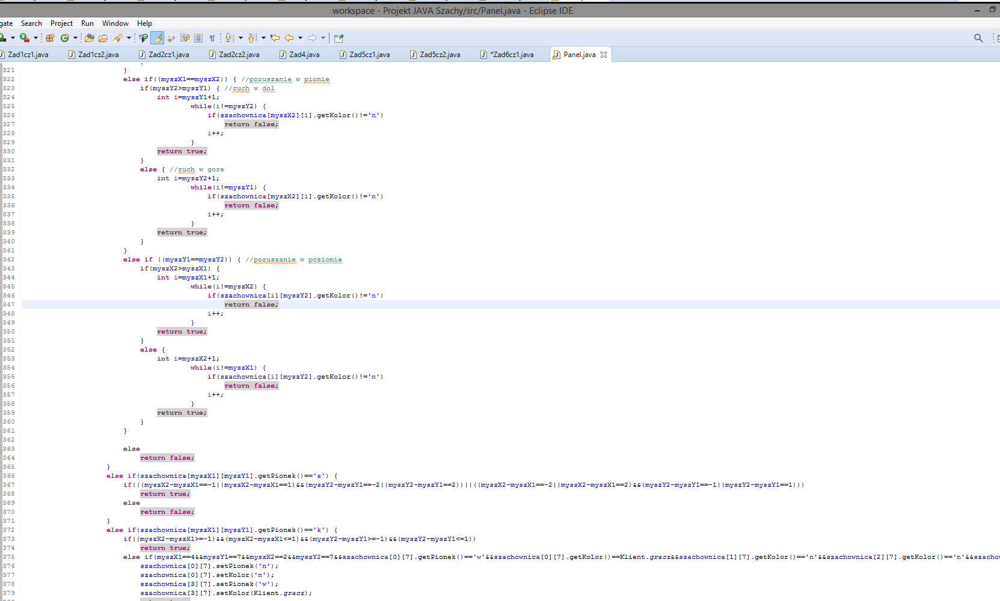 workspace - Projekt JAVA Szachy/src/Panel.java - Eclipse IDE
gate Search Project Run Window Help
Zad1cz1.java Zad1cz2.java Zad2cz1.java Zad2cz2.java Zad4.java Zad5cz1.java Zad5cz2.java *Zad6cz1.java Panel.java
321 }
322 else if((myszX1==myszX2)) { //poruszanie w pionie
323 if(myszY2>myszY1) { //ruch w dol
324 int i=myszY1+1;
325 while(i!=myszY2) {
326 if(szachownica[myszX2][i].getKolor()!='n')
327 return false;
328 i++;
329 }
330 return true;
331 }
332 else { //ruch w gore
333 int i=myszY2+1;
334 while(i!=myszY1) {
335 if(szachownica[myszX2][i].getKolor()!='n')
336 return false;
337 i++;
338 }
339 return true;
340 }
341 }
342 else if ((myszY1==myszY2)) { //poruszanie w poziomie
343 if(myszX2>myszX1) {
344 int i=myszX1+1;
345 while(i!=myszX2) {
346 if(szachownica[i][myszY2].getKolor()!='n')
347 return false;
348 i++;
349 }
350 return true;
351 }
352 else {
353 int i=myszX2+1;
354 while(i!=myszX1) {
355 if(szachownica[i][myszY2].getKolor()!='n')
356 return false;
357 i++;
358 }
359 return true;
360 }
361 }
362
363 else
364 return false;
365 }
366 else if(szachownica[myszX1][myszY1].getPionek()=='s') {
367 if(((myszX2-myszX1==-1||myszX2-myszX1==1)&&(myszY2-myszY1==-2||myszY2-myszY1==2))||((myszX2-myszX1==-2||myszX2-myszX1==2)&&(myszY2-myszY1==-1||myszY2-myszY1==1)))
368 return true;
369 else
370 return false;
371 }
372 else if(szachownica[myszX1][myszY1].getPionek()=='k') {
373 if((myszX2-myszX1>=-1)&&(myszX2-myszX1<=1)&&(myszY2-myszY1>=-1)&&(myszY2-myszY1<=1))
374 return true;
375 else if(myszX1==4&&myszY1==7&&myszX2==2&&myszY2==7&&szachownica[0][7].getPionek()=='w'&&szachownica[0][7].getKolor()==Klient.gracz&&szachownica[1][7].getKolor()=='n'&&szachownica[2][7].getKolor()=='n'&&szachow
376 szachownica[0][7].setPionek('n');
377 szachownica[0][7].setKolor('n');
378 szachownica[3][7].setPionek('w');
379 szachownica[3][7].setKolor(Klient.gracz);